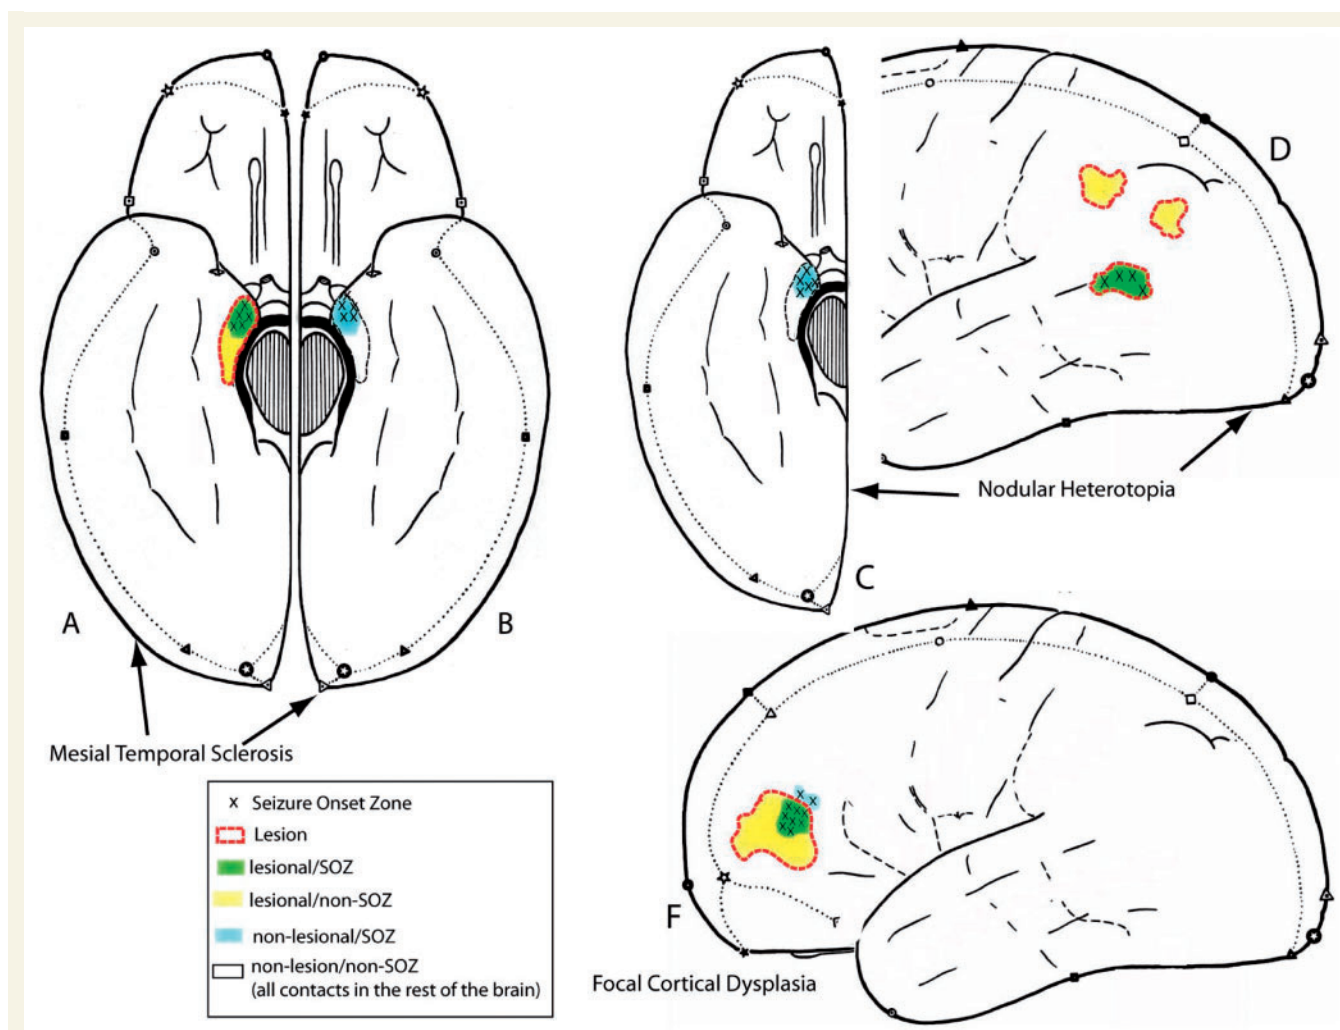 D
Nodular Heterotopia
C
A
B
Mesial Temporal Sclerosis
x Seizure Onset Zone
Lesion
lesional/SOZ
lesional/non-SOZ
non-lesional/SOZ
non-lesion/non-SOZ
(all contacts in the rest of the brain)
F
Focal Cortical Dysplasia